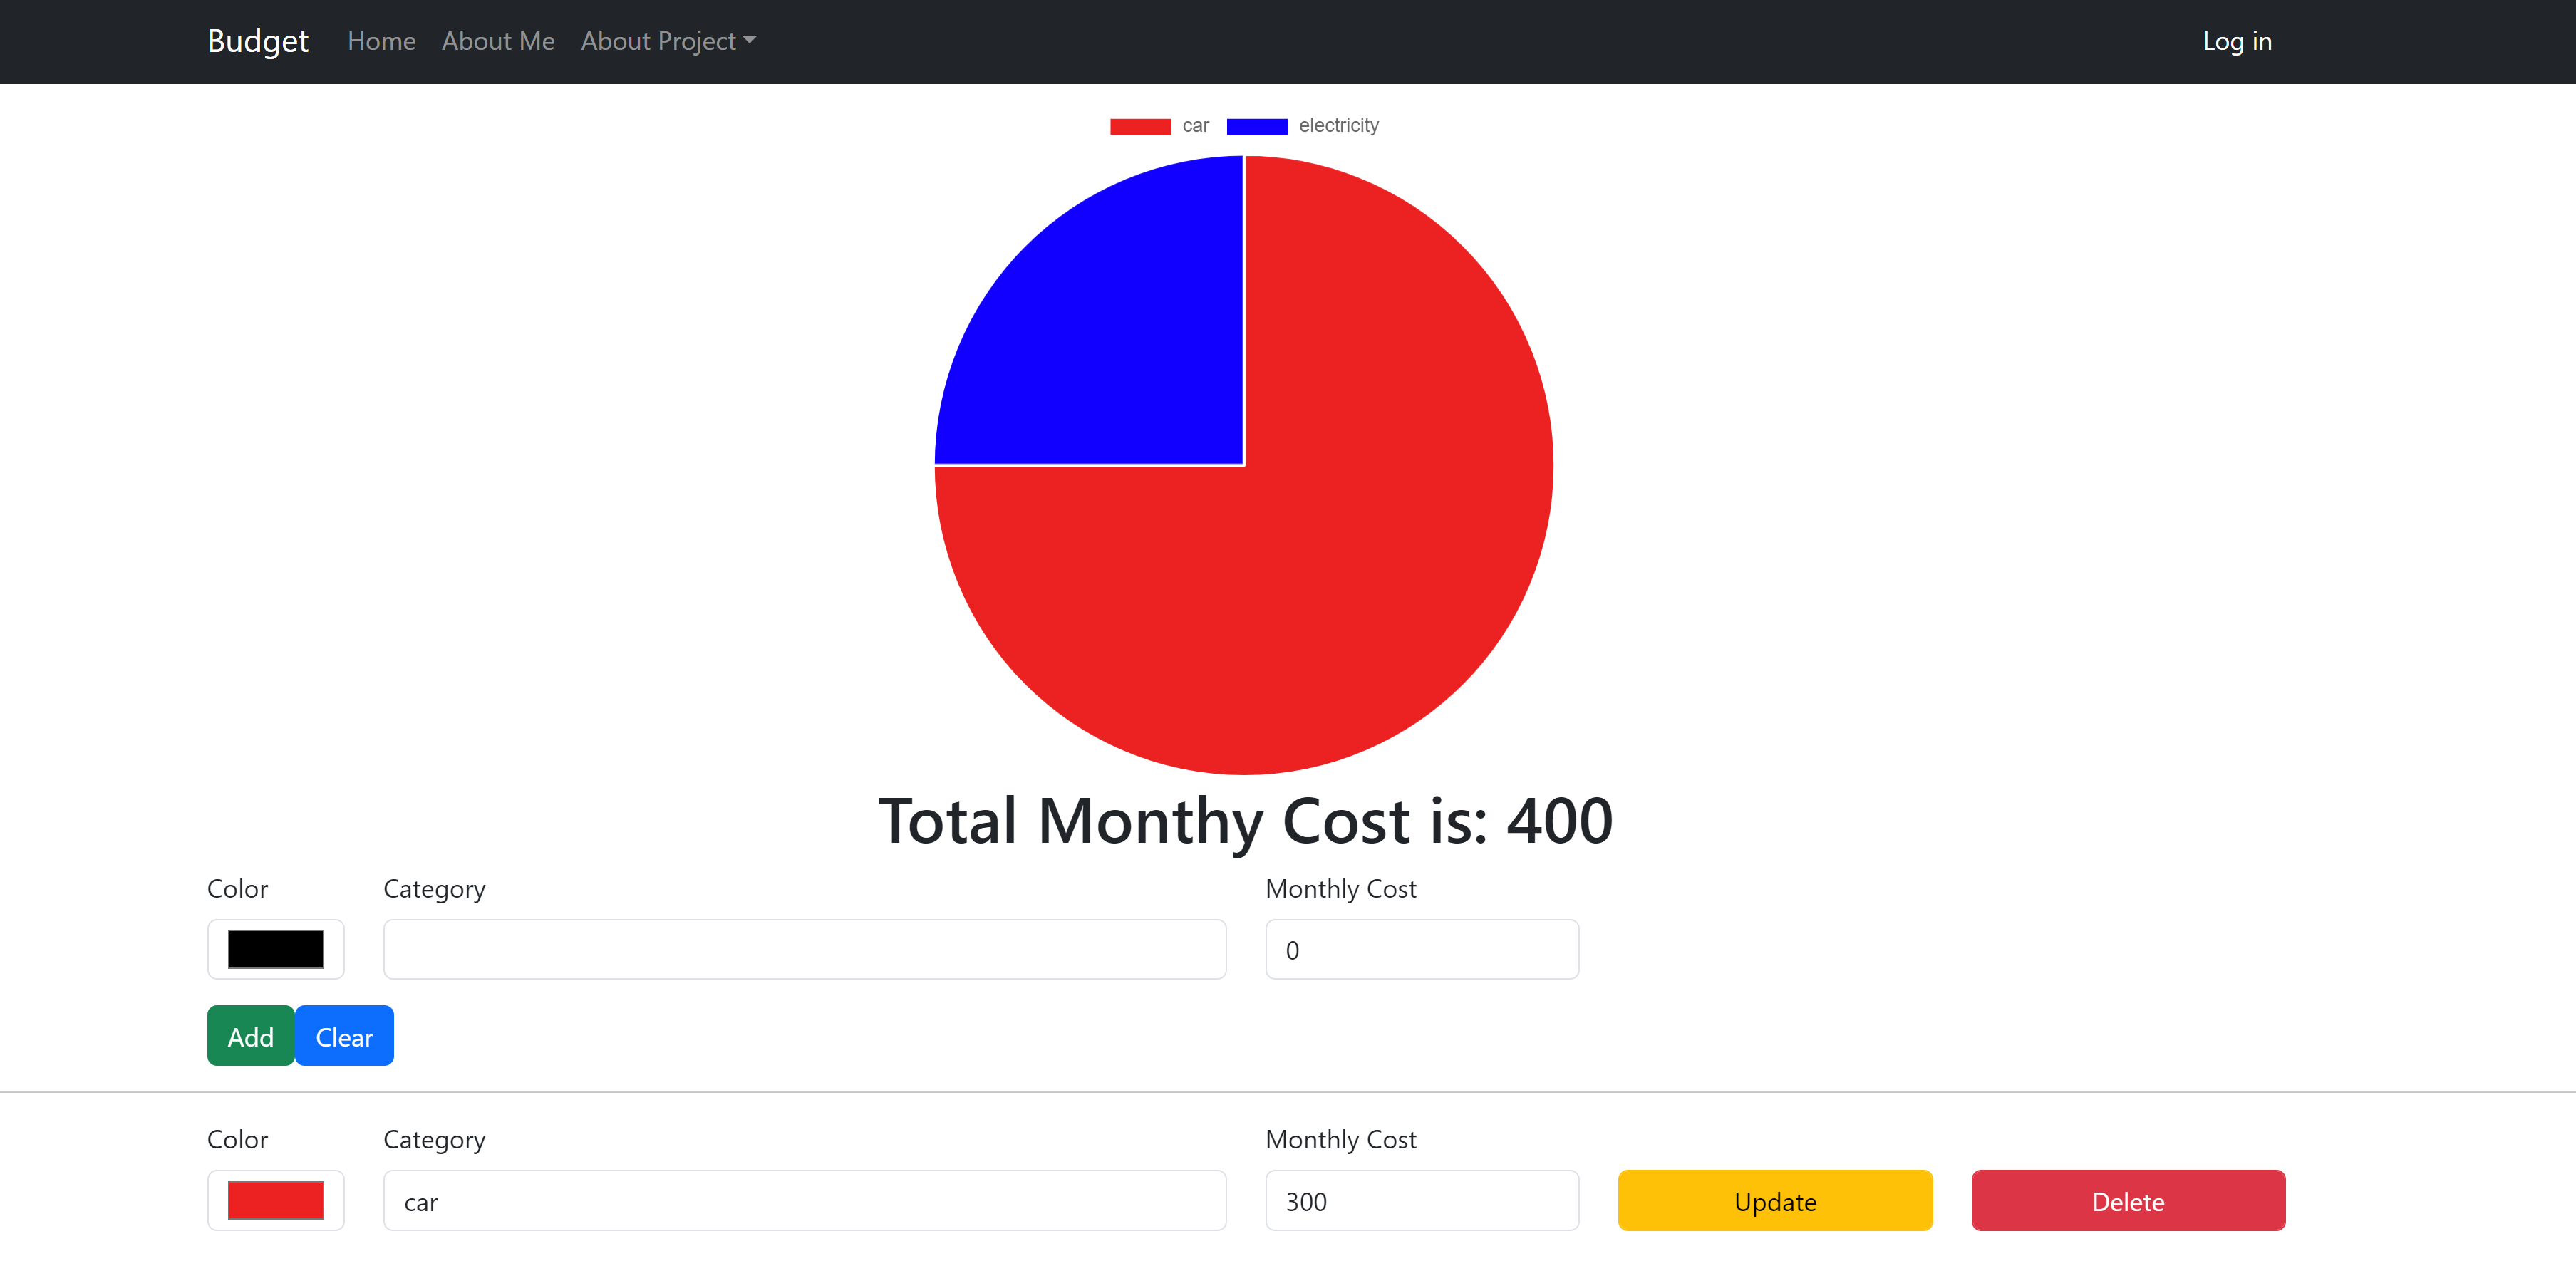 Budget Home About Me About Project Log in
car electricity
Total Monthy Cost is: 400
Color Category Monthly Cost
0
Add Clear
Color Category Monthly Cost
car 300 Update Delete